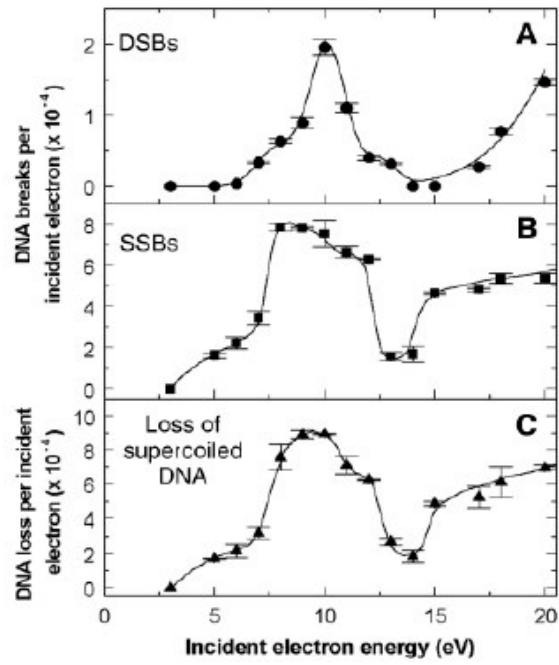 DSBs
A
2
1
0
DNA breaks per
incident electron (x 10⁻⁴)
SSBs
B
8
6
4
2
0
Loss of
supercoiled
DNA
C
10
8
6
4
2
0
DNA loss per incident
electron (x 10⁻⁴)
0 5 10 15 20
Incident electron energy (eV)